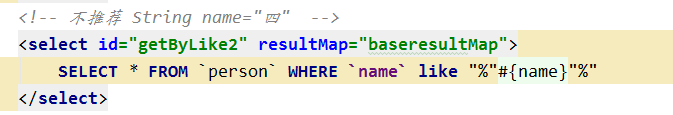 <!-- 不推荐 String name="四"  -->
<select id="getByLike2" resultMap="baseresultMap">
SELECT * FROM `person` WHERE `name` like "%"#{name}"%"
</select>